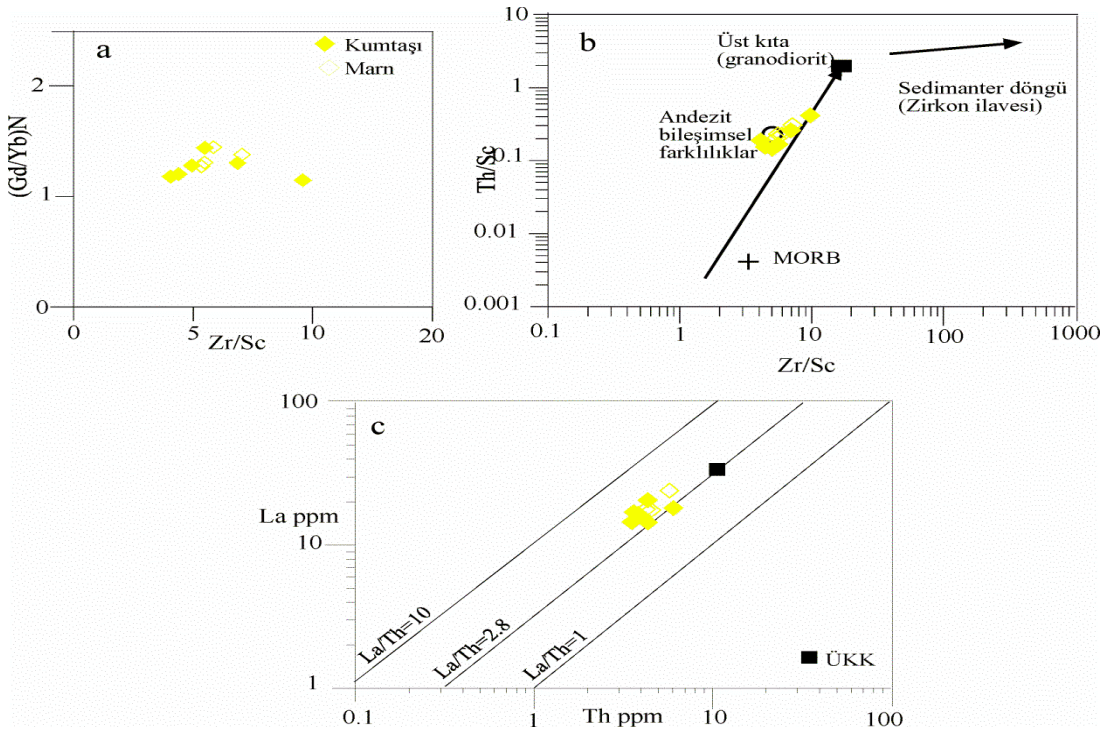 a
Kumtaşı
Marn
2
1
0
(Gd/Yb)N
0
5
10
20
Zr/Sc
b
10
1
0.1
0.01
0.001
Th/Sc
Üst kıta
(granodiorit)
Sedimanter döngü
(Zirkon ilavesi)
Andezit
bileşimsel
farklılıklar
MORB
0.1
1
10
100
1000
Zr/Sc
c
100
10
1
La ppm
La/Th=10
La/Th=2.8
La/Th=1
ÜKK
0.1
1
10
100
Th ppm